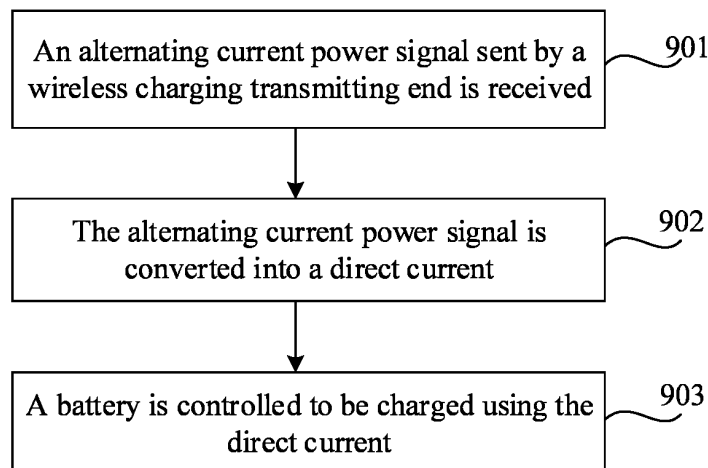 An alternating current power signal sent by a
wireless charging transmitting end is received
901
The alternating current power signal is
converted into a direct current
902
A battery is controlled to be charged using the
direct current
903